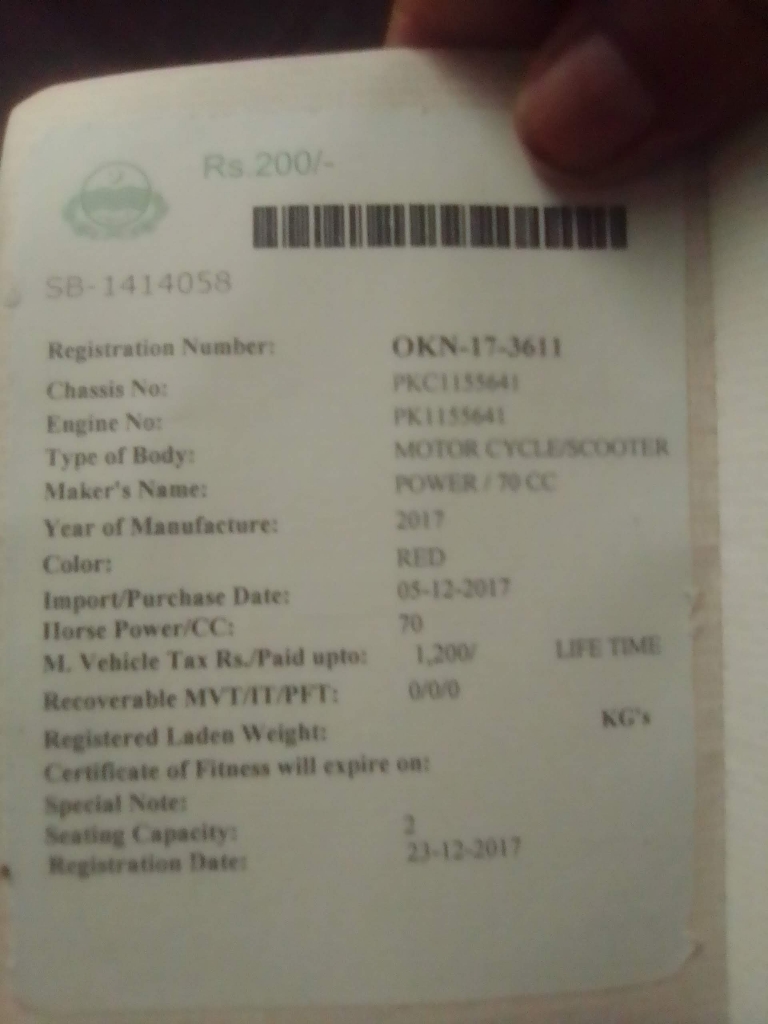 Rs.200/-
SB-1414058
Registration Number: OKN-17-3611
Chassis No: PKC1155641
Engine No: PK1155641
Type of Body: MOTOR CYCLE/SCOOTER
Maker's Name: POWER / 70 CC
Year of Manufacture: 2017
Color: RED
Import/Purchase Date: 05-12-2017
Horse Power/CC: 70
M. Vehicle Tax Rs./Paid upto: 1,200/ LIFE TIME
Recoverable MVT/IT/PFT: 0/0/0
Registered Laden Weight: KG's
Certificate of Fitness will expire on:
Special Note:
Seating Capacity: 2
Registration Date: 23-12-2017